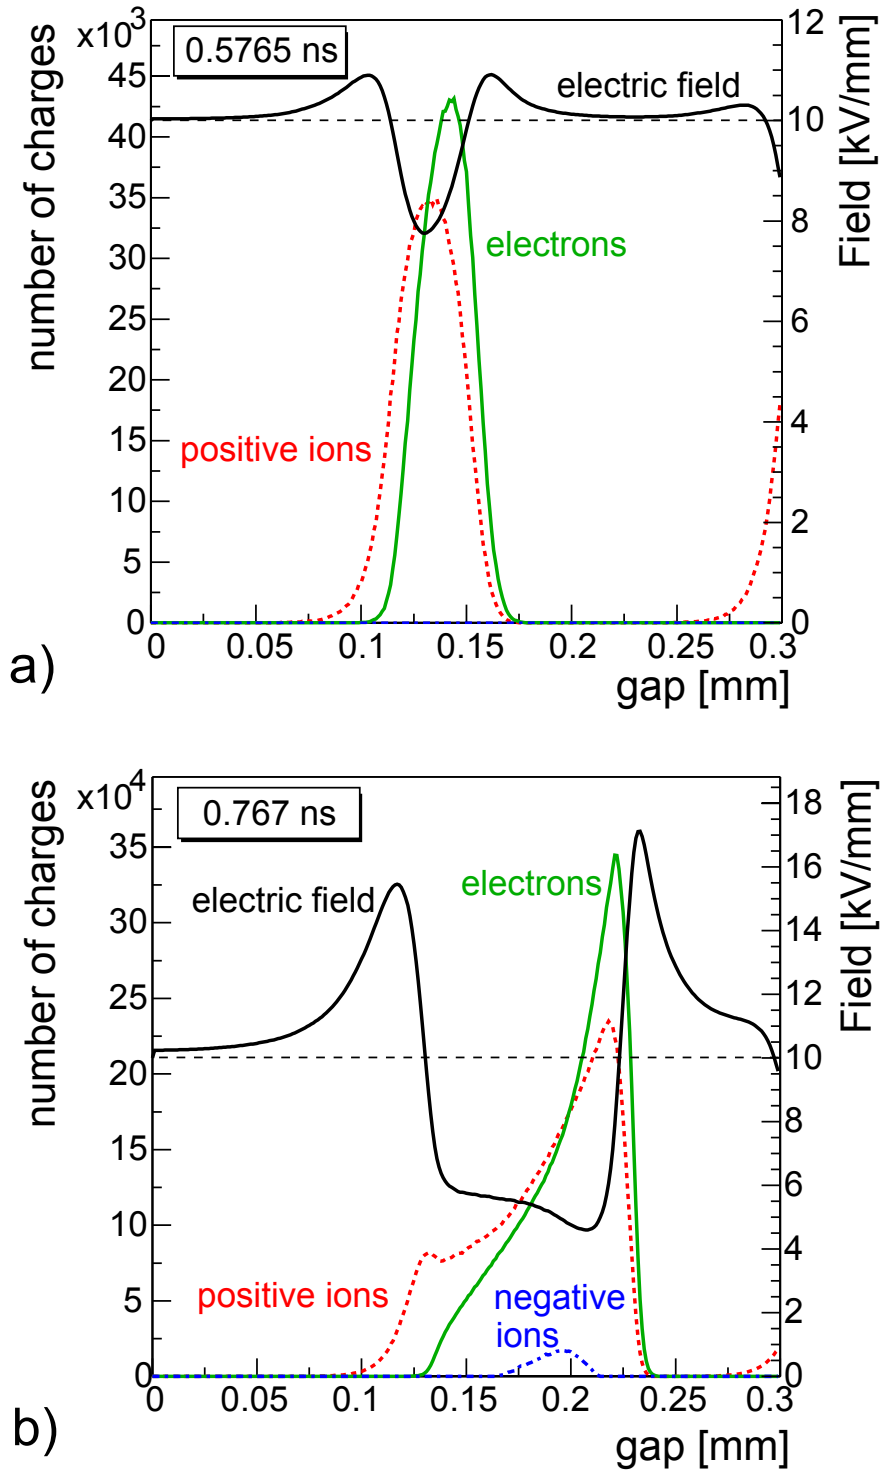 x10³
0.5765 ns
number of charges
45
40
35
30
25
20
15
10
5
0
12
10
8
6
4
2
0
Field [kV/mm]
electric field
electrons
positive ions
0 0.05 0.1 0.15 0.2 0.25 0.3
gap [mm]
a)
x10⁴
0.767 ns
number of charges
35
30
25
20
15
10
5
0
18
16
14
12
10
8
6
4
2
0
Field [kV/mm]
electric field
electrons
positive ions
negative
ions
0 0.05 0.1 0.15 0.2 0.25 0.3
gap [mm]
b)